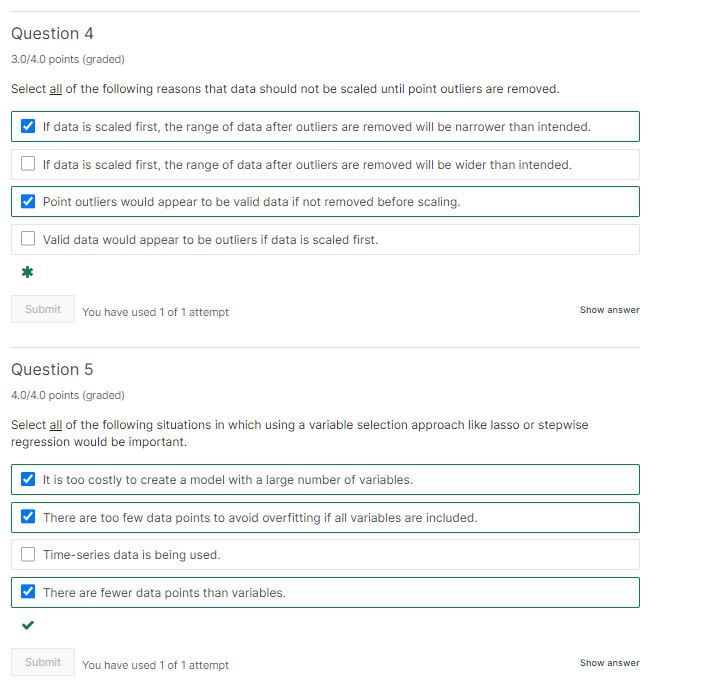 Question 4
3.0/4.0 points (graded)
Select all of the following reasons that data should not be scaled until point outliers are removed.
If data is scaled first, the range of data after outliers are removed will be narrower than intended.
If data is scaled first, the range of data after outliers are removed will be wider than intended.
Point outliers would appear to be valid data if not removed before scaling.
Valid data would appear to be outliers if data is scaled first.
Submit You have used 1 of 1 attempt Show answer
Question 5
4.0/4.0 points (graded)
Select all of the following situations in which using a variable selection approach like lasso or stepwise
regression would be important.
It is too costly to create a model with a large number of variables.
There are too few data points to avoid overfitting if all variables are included.
Time-series data is being used.
There are fewer data points than variables.
Submit You have used 1 of 1 attempt Show answer